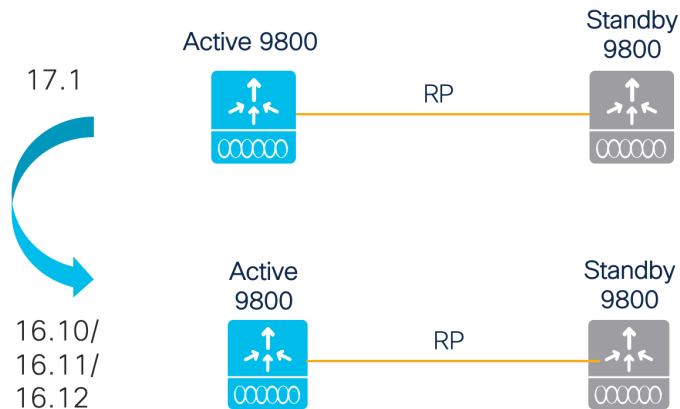 Active 9800
Standby
9800
17.1
RP
Active
9800
Standby
9800
RP
16.10/
16.11/
16.12